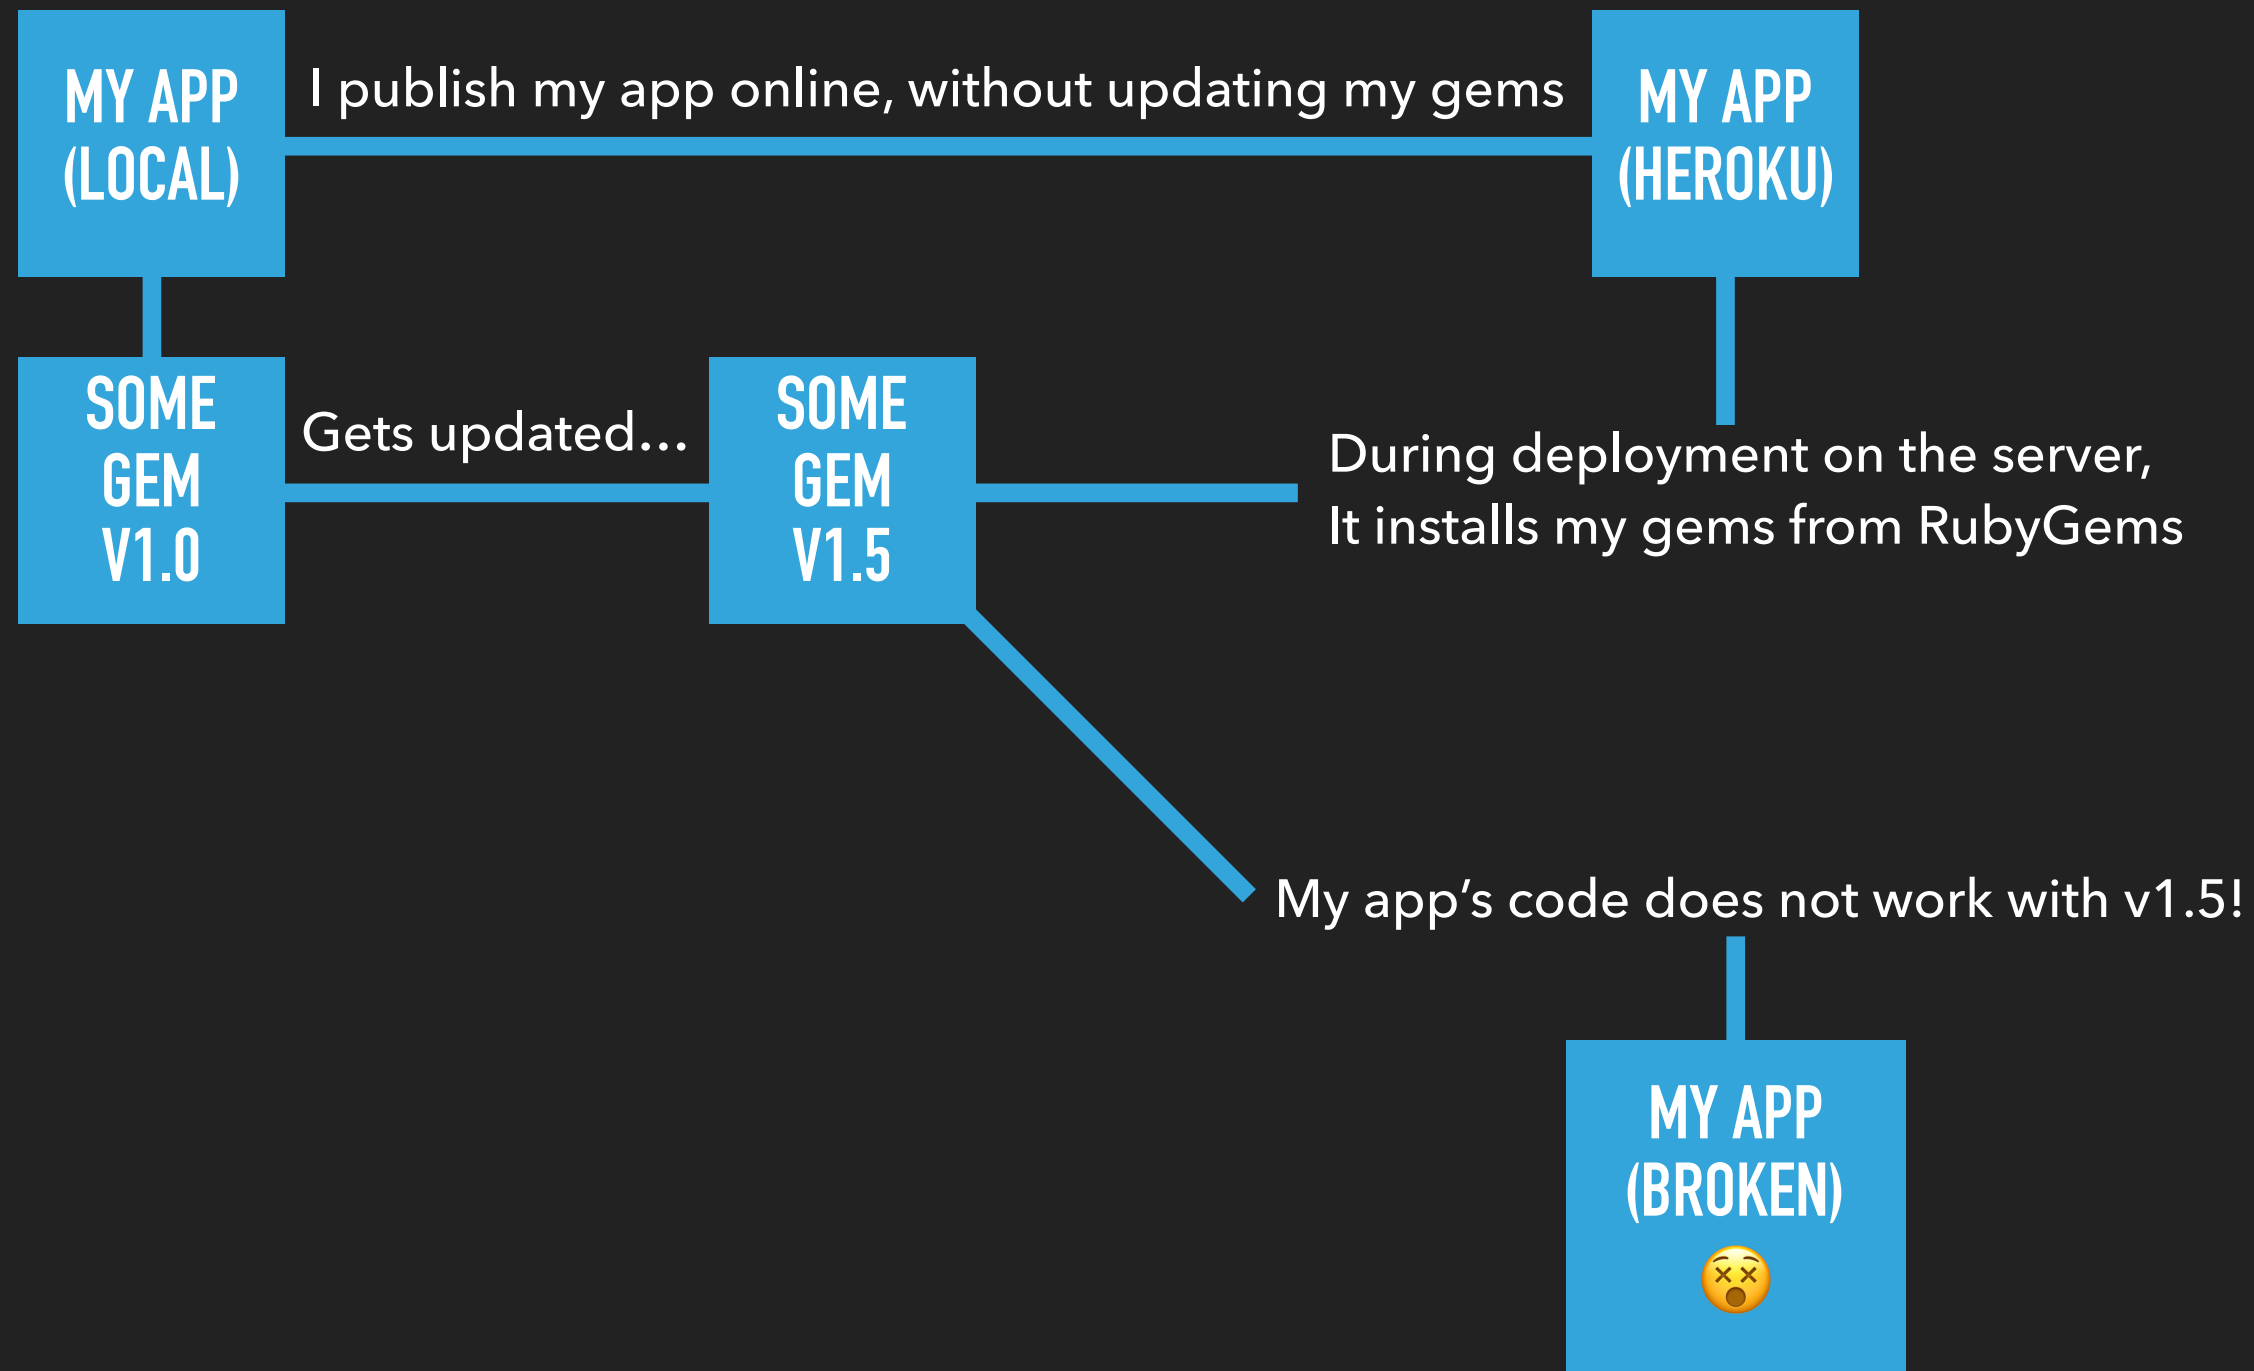 MY APP
(LOCAL)
I publish my app online, without updating my gems
MY APP
(HEROKU)
SOME
GEM
V1.0
Gets updated…
SOME
GEM
V1.5
During deployment on the server,
It installs my gems from RubyGems
My app’s code does not work with v1.5!
MY APP
(BROKEN)